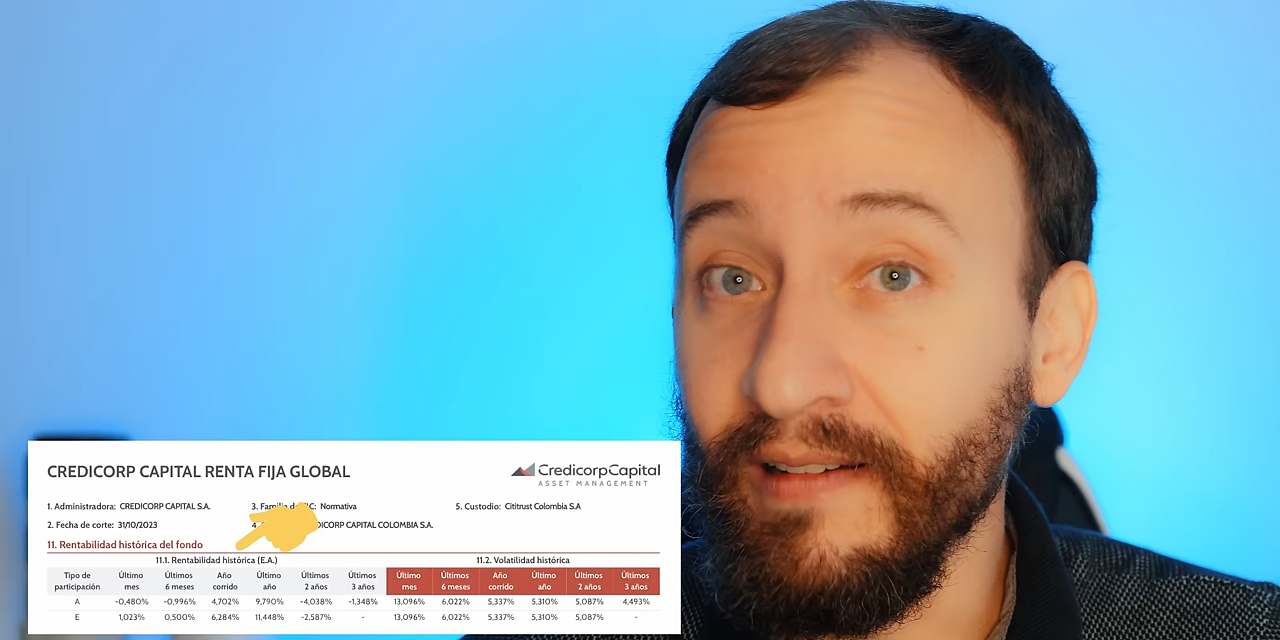 CREDICORP CAPITAL RENTA FIJA GLOBAL
CredicorpCapital
ASSET MANAGEMENT
1. Administradora: CREDICORP CAPITAL S.A. 3. Familia IC: Normativa 5. Custodio: Cititrust Colombia S.A
2. Fecha de corte: 31/10/2023 4. DICORP CAPITAL COLOMBIA S.A.
11. Rentabilidad histórica del fondo
11.1. Rentabilidad histórica (E.A.) 11.2. Volatilidad histórica
Tipo de participación Último mes Últimos 6 meses Año corrido Último año Últimos 2 años Últimos 3 años Último mes Últimos 6 meses Año corrido Último año Últimos 2 años Últimos 3 años
A -0,480% -0,996% 4,702% 9,790% -4,038% -1,348% 13,096% 6,022% 5,337% 5,310% 5,087% 4,493%
E 1,023% 0,500% 6,284% 11,448% -2,587% - 13,096% 6,022% 5,337% 5,310% 5,087% -